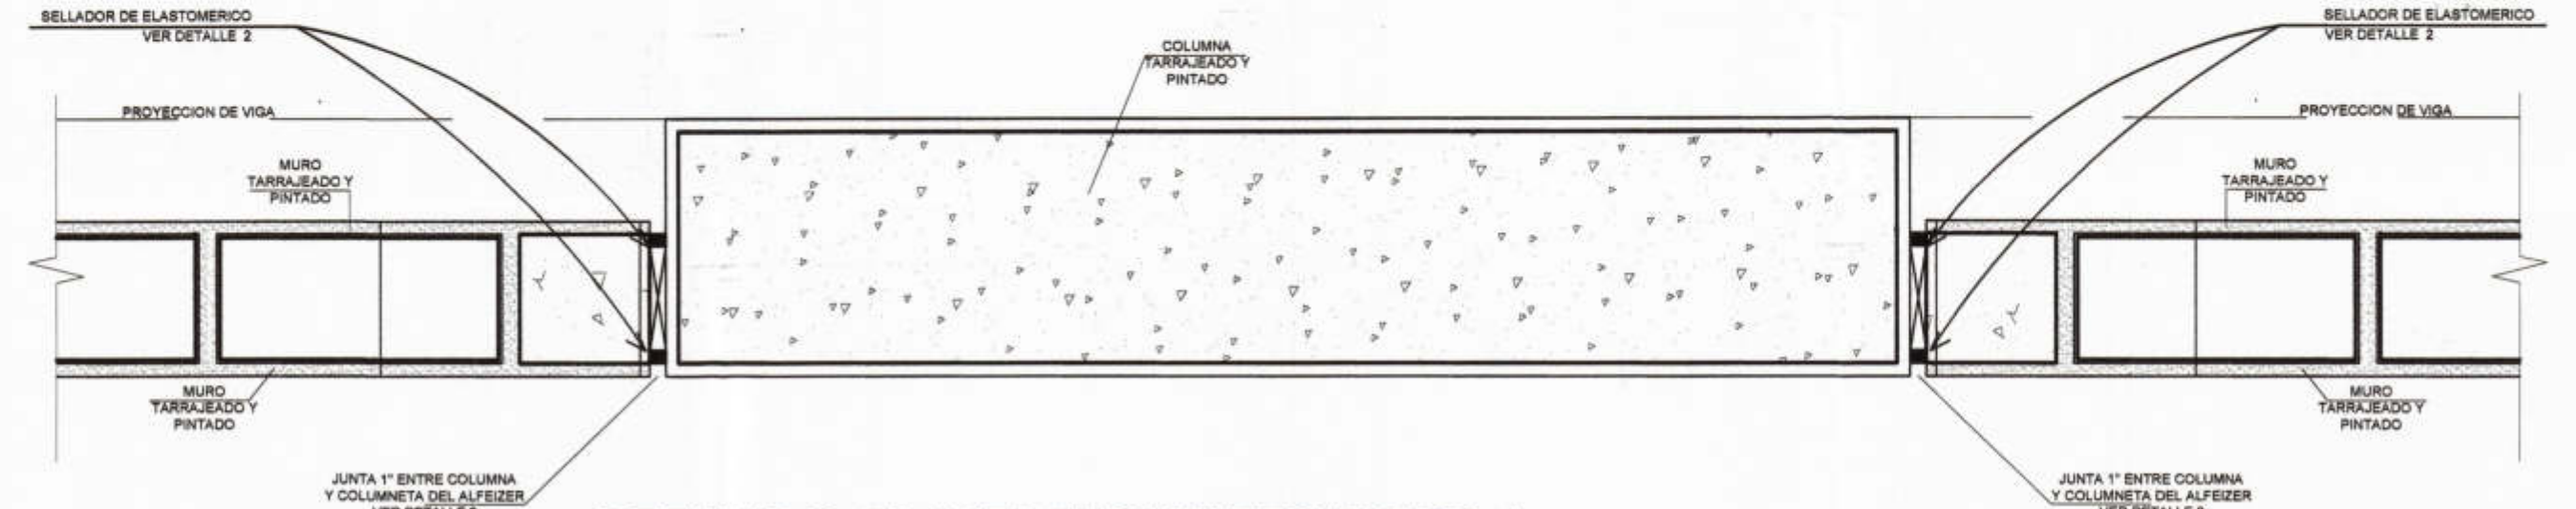 SELLADOR DE ELASTOMERICO
VER DETALLE 2
SELLADOR DE ELASTOMERICO
VER DETALLE 2
COLUMNA
TARRAJEADO Y
PINTADO
PROYECCION DE VIGA
PROYECCION DE VIGA
MURO
TARRAJEADO Y
PINTADO
MURO
TARRAJEADO Y
PINTADO
MURO
TARRAJEADO Y
PINTADO
MURO
TARRAJEADO Y
PINTADO
JUNTA 1" ENTRE COLUMNA
Y COLUMNETA DEL ALFEIZER
JUNTA 1" ENTRE COLUMNA
Y COLUMNETA DEL ALFEIZER